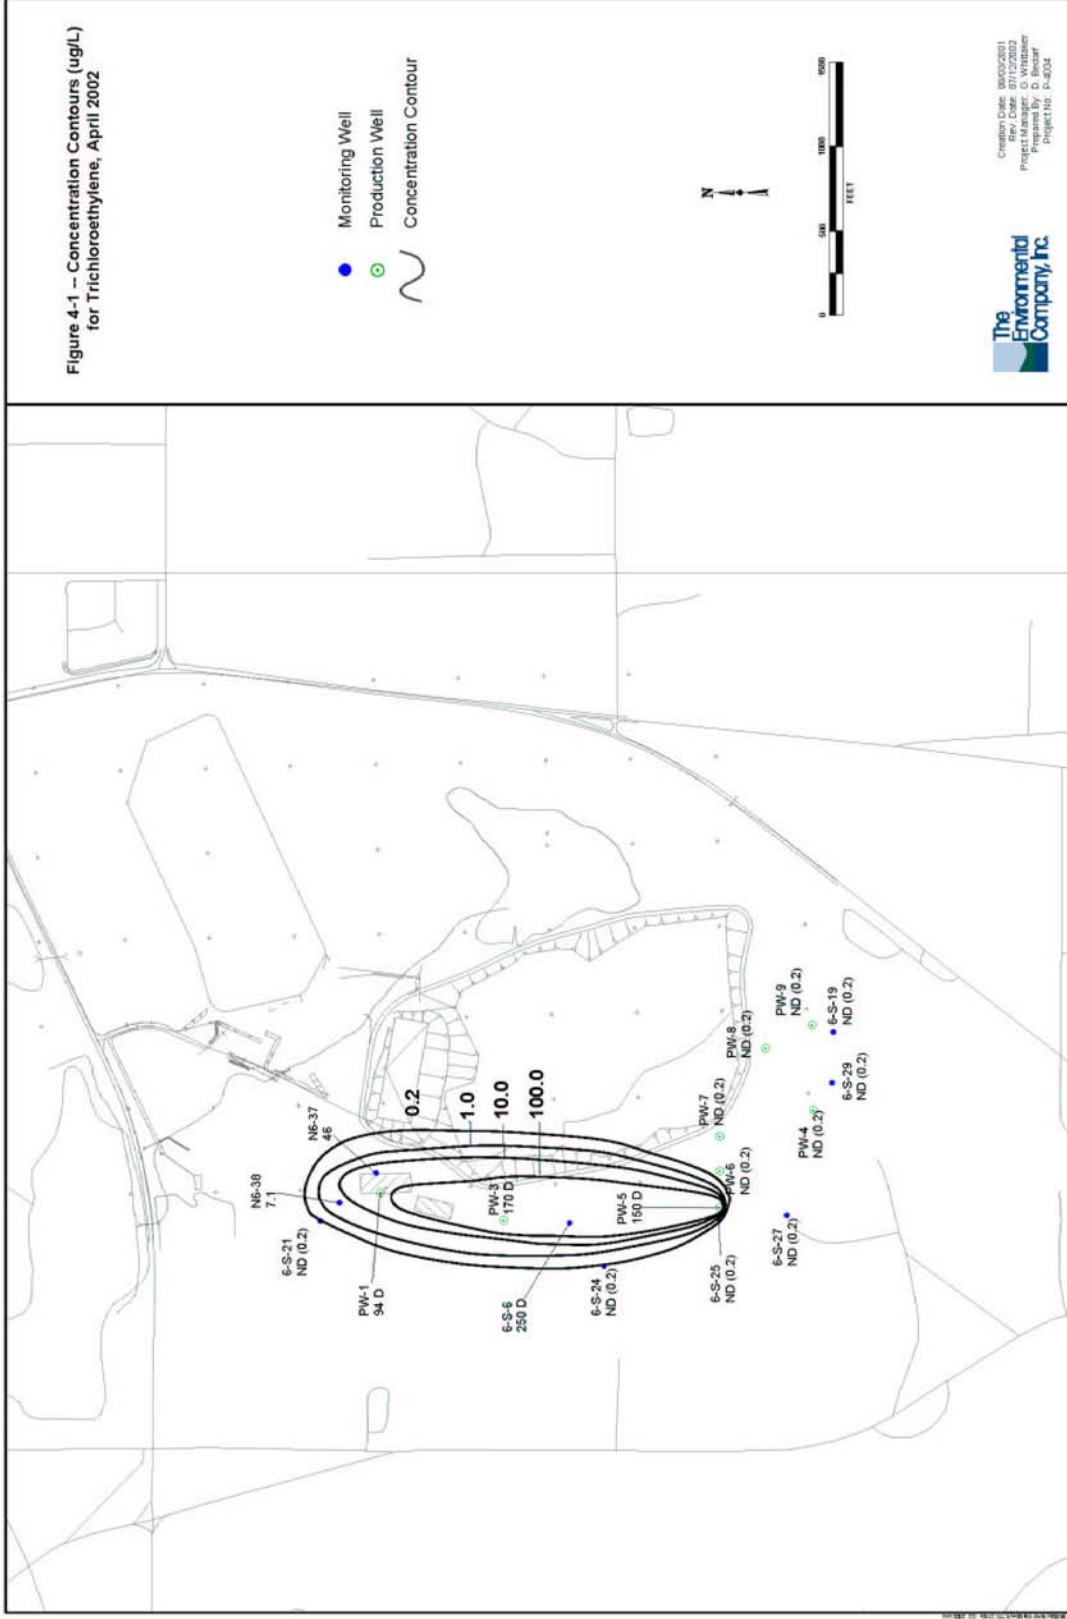 Figure 4-1 -- Concentration Contours (ug/L)
for Trichloroethylene, April 2002
Monitoring Well
Production Well
Concentration Contour
N
0
500
1000
1500
FEET
The
Environmental
Company, Inc.
Creation Date: 08/03/2001
Rev. Date: 07/12/2002
Project Manager: G. Whittaker
Prepared By: D. Bedarf
Project No: P-4034
6-S-21
ND (0.2)
N6-38
7.1
N6-37
46
PW-1
94 D
0.2
1.0
10.0
100.0
PW-3
170 D
6-S-6
250 D
6-S-24
ND (0.2)
PW-5
150 D
6-S-25
ND (0.2)
PW-6
ND (0.2)
PW-7
ND (0.2)
PW-8
ND (0.2)
PW-9
ND (0.2)
6-S-27
ND (0.2)
PW-4
ND (0.2)
6-S-29
ND (0.2)
6-S-19
ND (0.2)